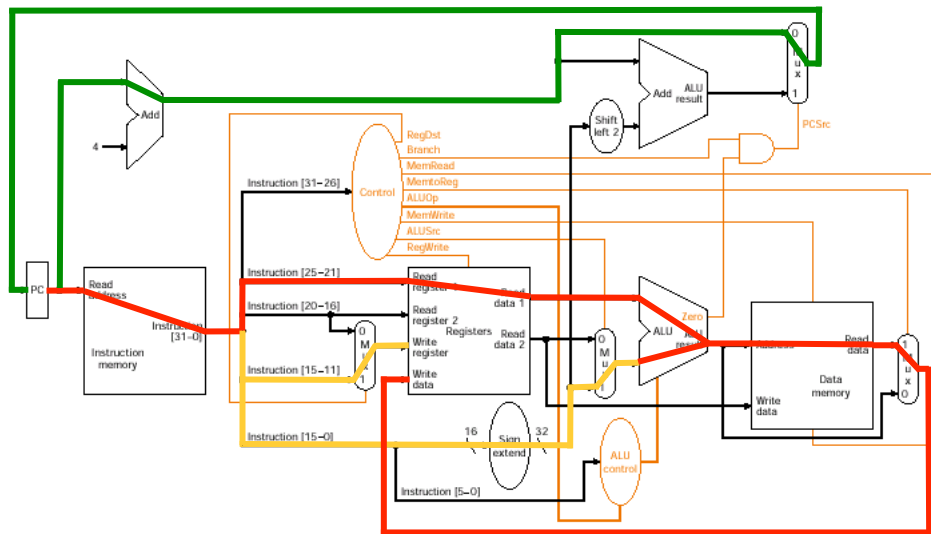 0
M
u
x
1
ALU
Add result
Add
Shift
left 2
4
RegDst
Branch
MemRead
MemtoReg
ALUOp
MemWrite
ALUSrc
RegWrite
PCSrc
Instruction [31–26]
Control
Instruction [25–21]
Instruction [20–16]
Instruction [15–11]
Instruction [15–0]
Instruction [5–0]
PC
Read
address
Instruction
[31–0]
Instruction
memory
0
M
u
x
1
Read
register 1
Read
register 2
Write
register
Write
data
Registers
Read
data 1
Read
data 2
0
M
u
x
1
Zero
ALU ALU
result
Address
Read
data
Data
memory
Write
data
1
M
u
x
0
16
Sign
extend
32
ALU
control